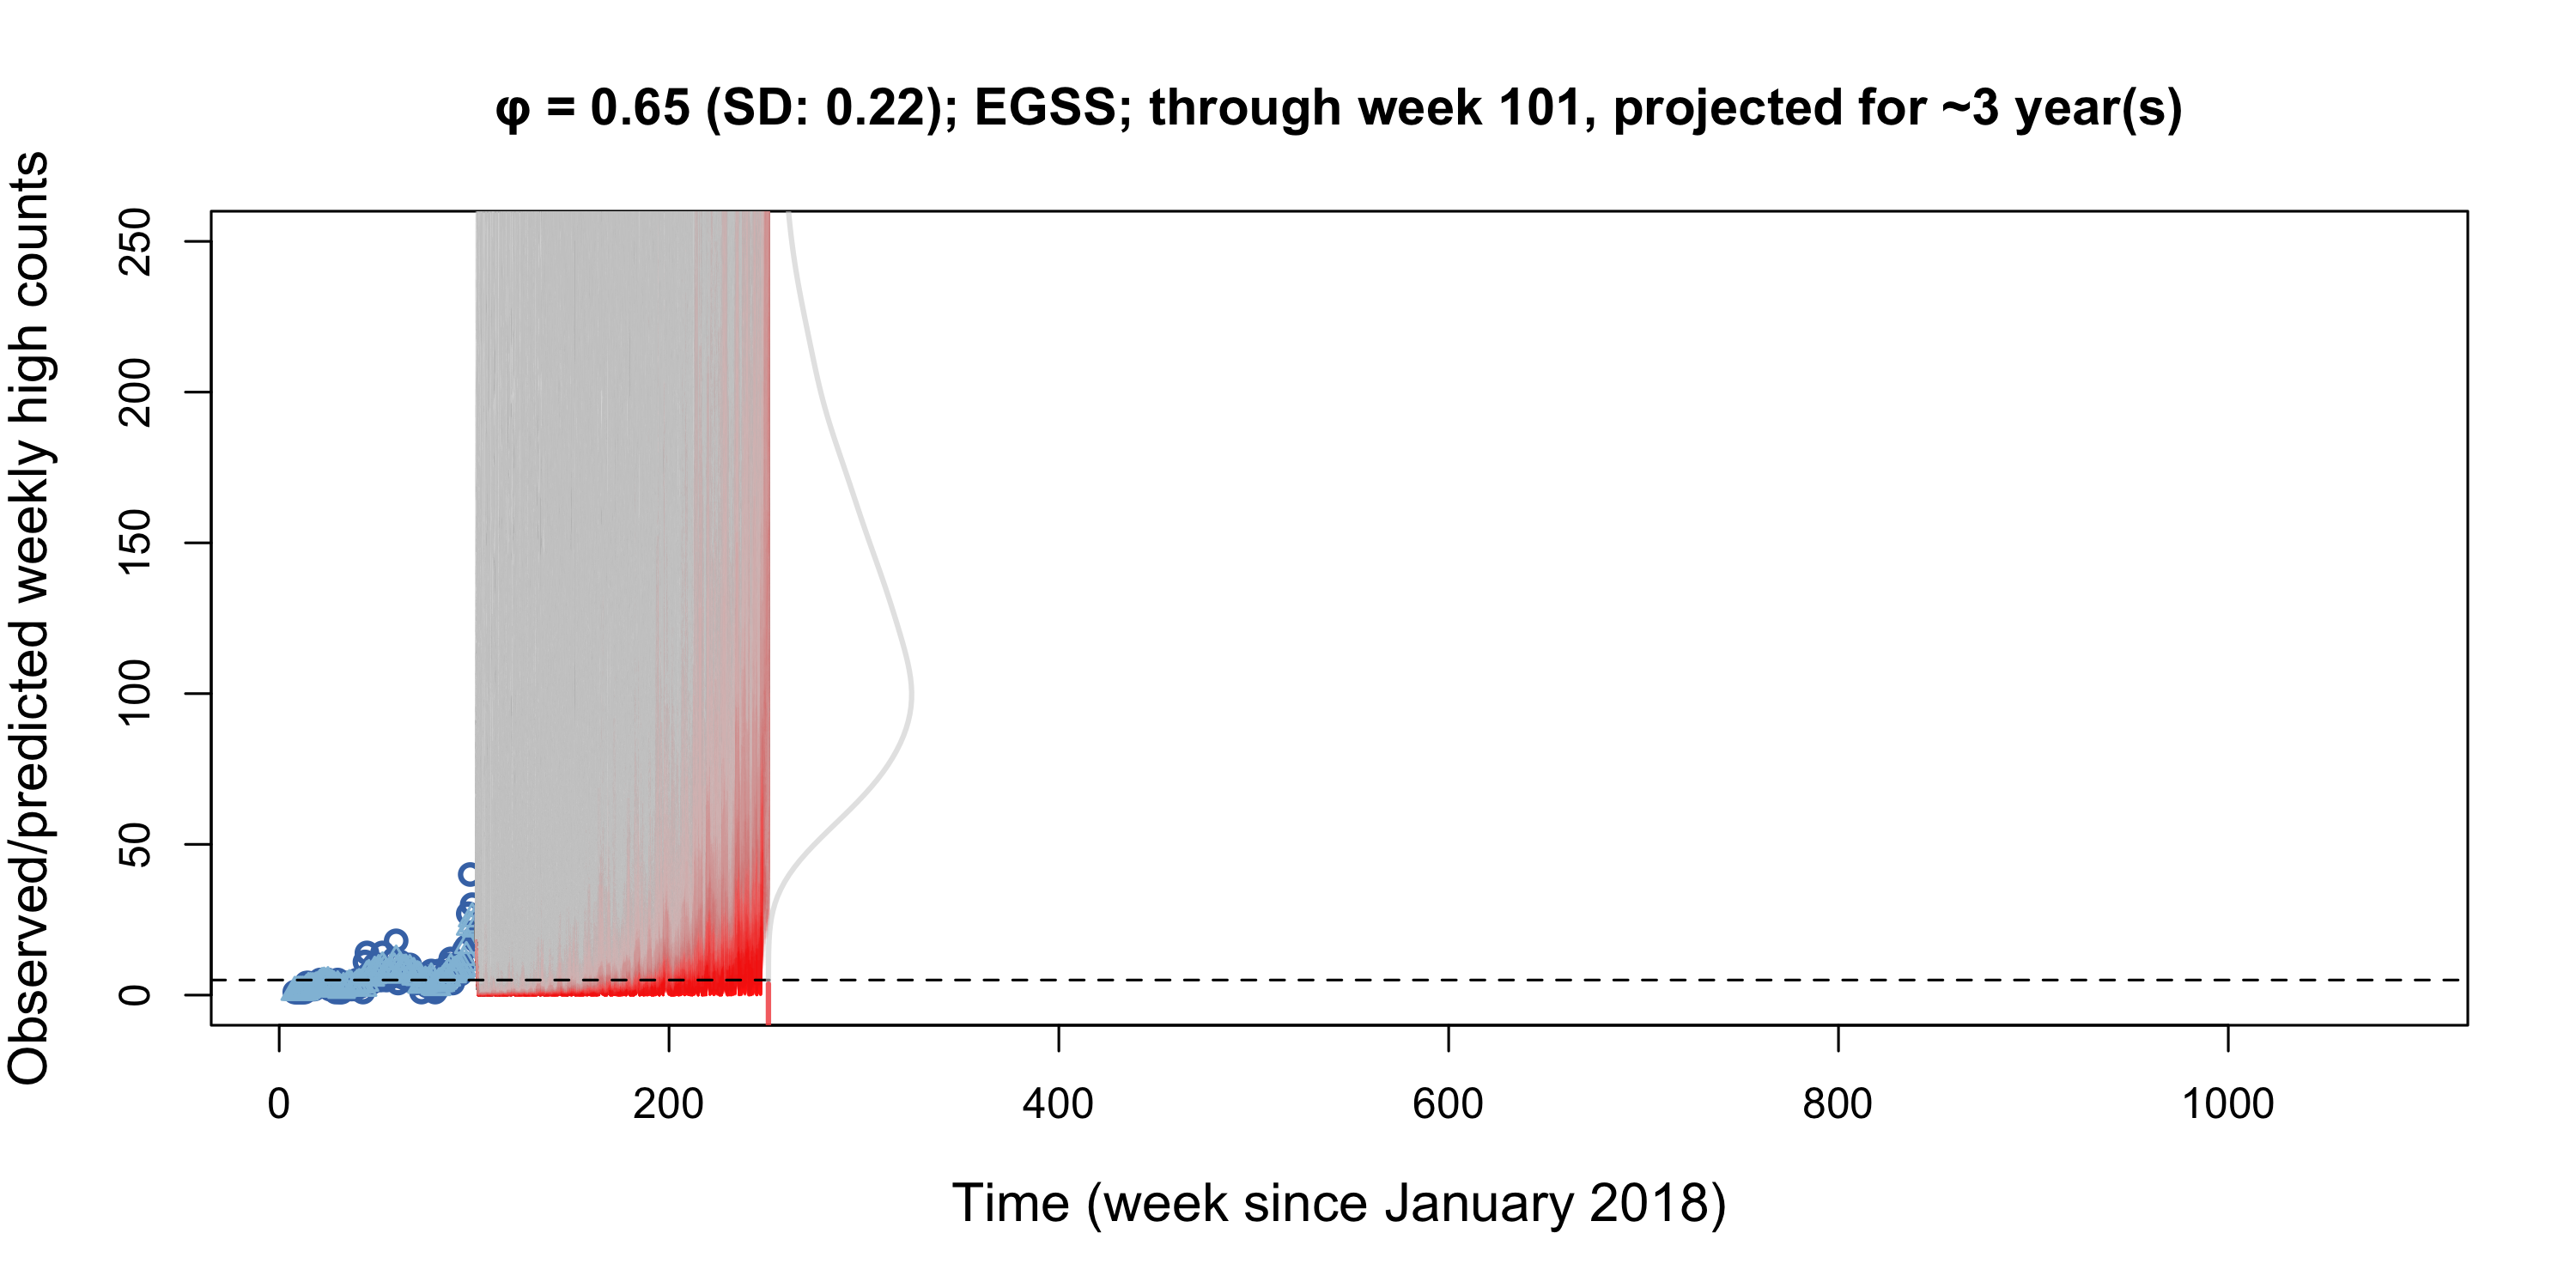 φ = 0.65 (SD: 0.22); EGSS; through week 101, projected for ~3 year(s)
Observed/predicted weekly high counts
250
200
150
100
50
0
0 200 400 600 800 1000
Time (week since January 2018)